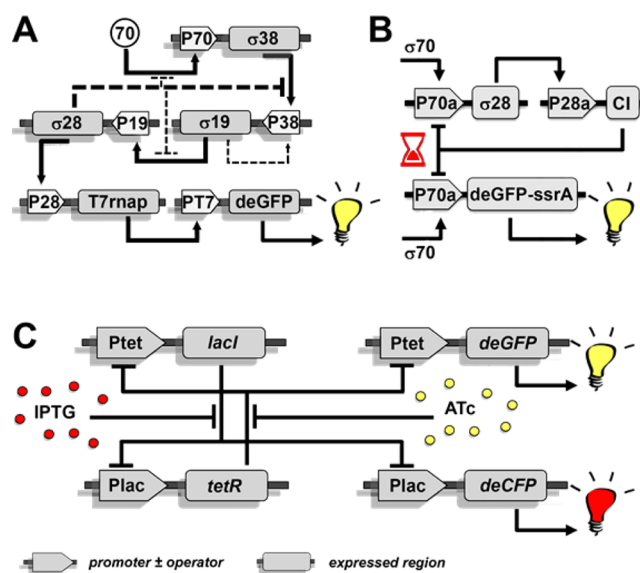 A
70
P70
σ38
σ28
P19
σ19
P38
P28
T7rnap
PT7
deGFP
B
σ70
P70a
σ28
P28a
CI
P70a
deGFP-ssrA
σ70
C
Ptet
lacI
Ptet
deGFP
IPTG
ATc
Plac
tetR
Plac
deCFP
promoter ± operator
expressed region